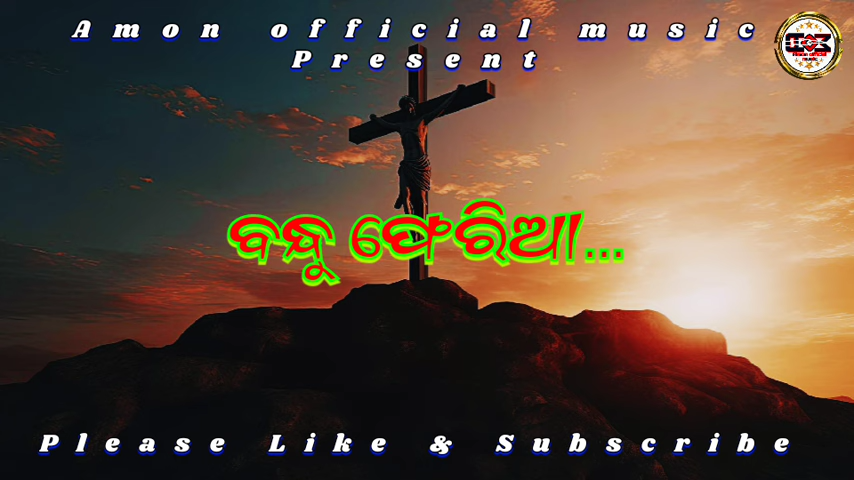 Amon official music
Present
ବନ୍ଧୁ ଫେରିଆ...
Please Like & Subscribe